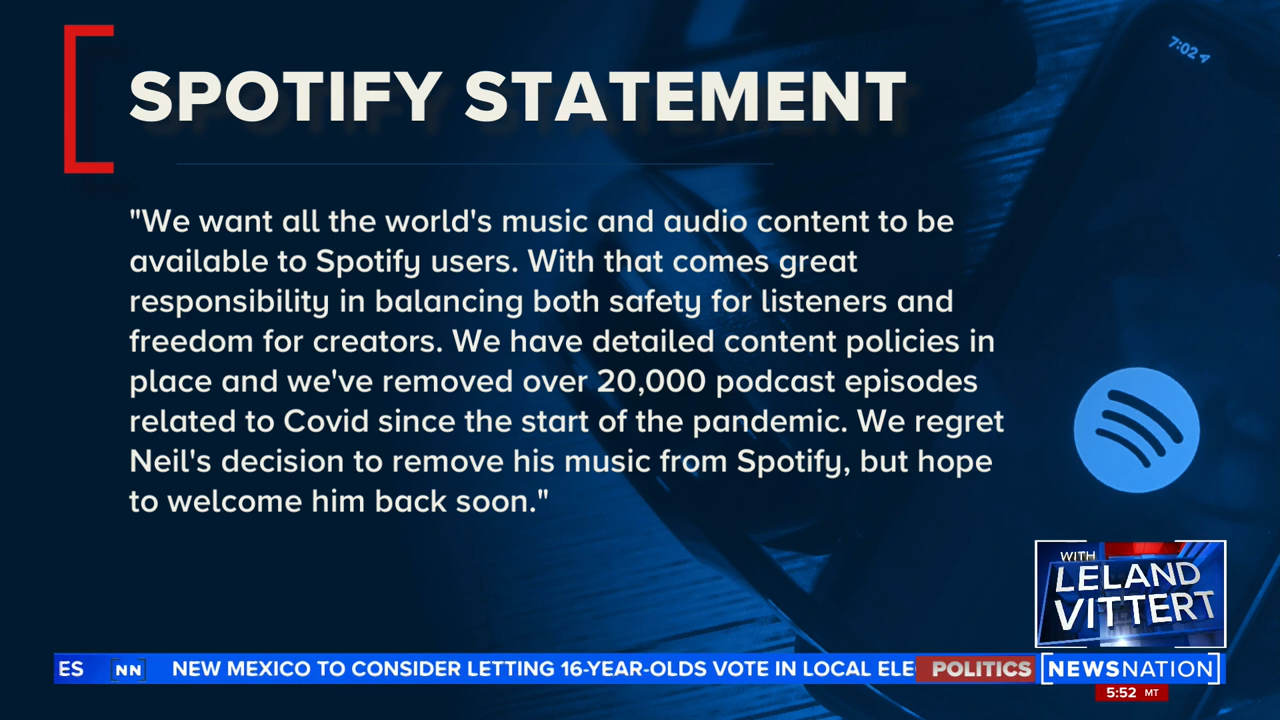 7:02
SPOTIFY STATEMENT
"We want all the world's music and audio content to be
available to Spotify users. With that comes great
responsibility in balancing both safety for listeners and
freedom for creators. We have detailed content policies in
place and we've removed over 20,000 podcast episodes
related to Covid since the start of the pandemic. We regret
Neil's decision to remove his music from Spotify, but hope
to welcome him back soon."
WITH
LELAND
VITTERT
ES NN NEW MEXICO TO CONSIDER LETTING 16-YEAR-OLDS VOTE IN LOCAL ELE POLITICS NEWSNATION
5:52 MT